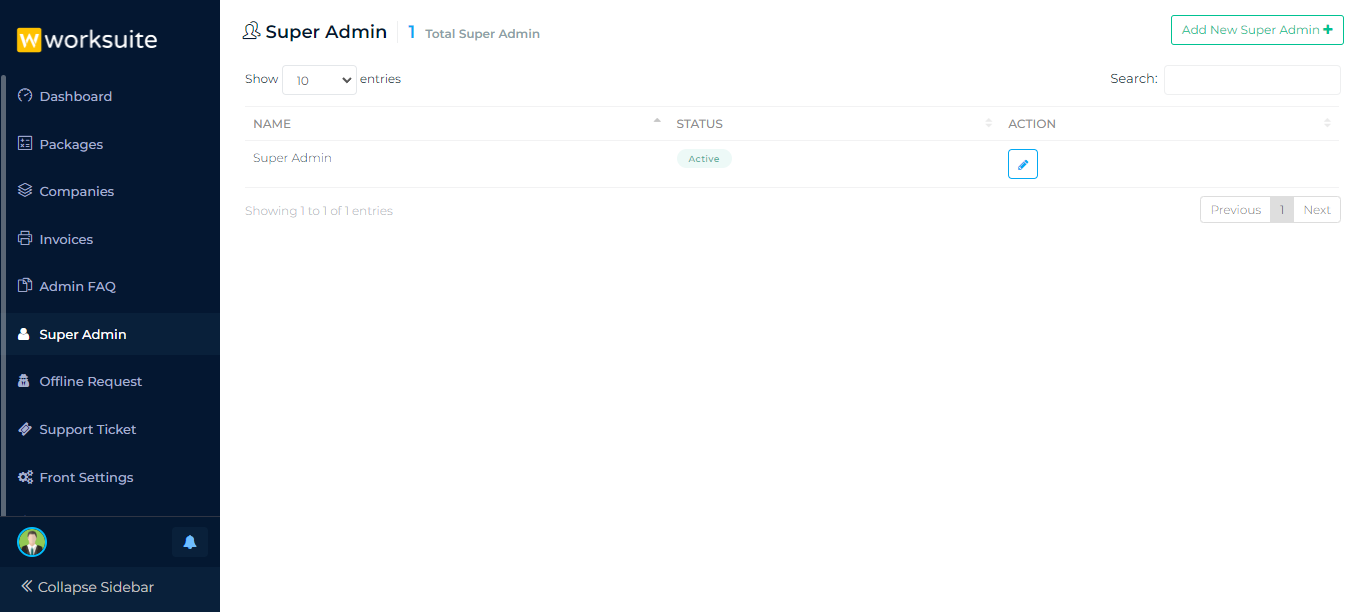 worksuite
Dashboard
Packages
Companies
Invoices
Admin FAQ
Super Admin
Offline Request
Support Ticket
Front Settings
Collapse Sidebar
Super Admin 1 Total Super Admin
Add New Super Admin +
Show 10 entries
Search:
NAME STATUS ACTION
Super Admin Active
Showing 1 to 1 of 1 entries
Previous 1 Next